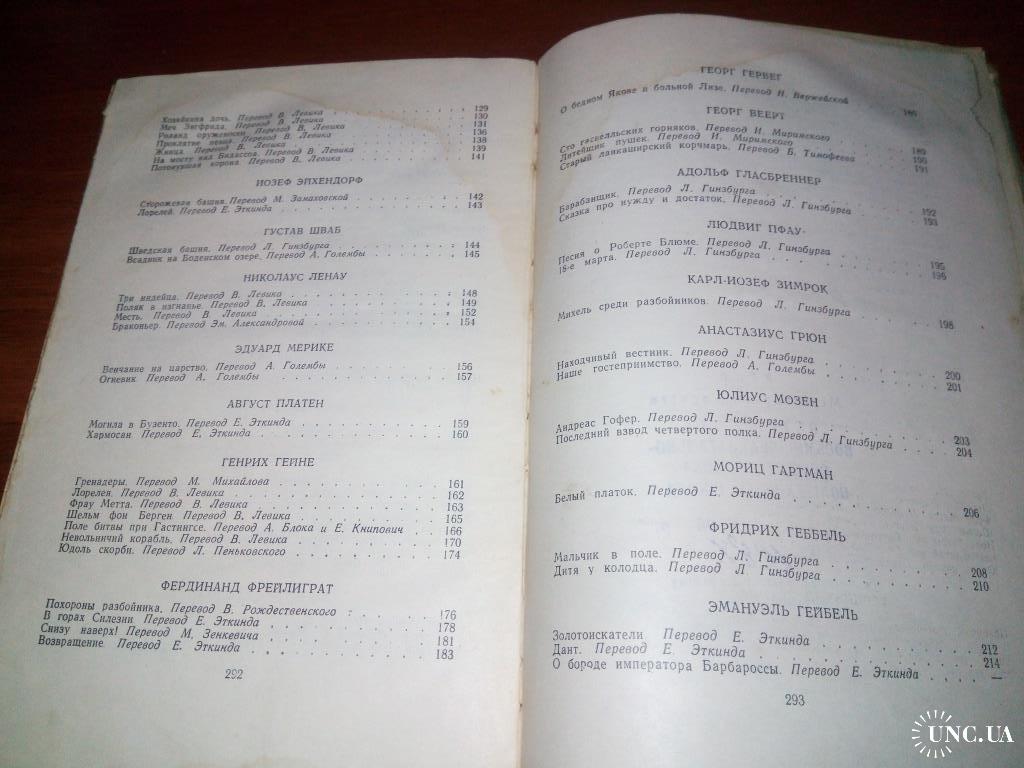 Хозяйкина дочь. Перевод В. Левика 129
Меч Зигфрида. Перевод В. Левика 130
Роланд оруженосец. Перевод В. Левика 131
Проклятие певца. Перевод В. Левика 136
Жница. Перевод В. Левика 138
На мосту над Бидассоа. Перевод В. Левика 139
Потонувшая корона. Перевод В. Левика 141
ИОЗЕФ ЭЙХЕНДОРФ
Сторожевая башня. Перевод М. Замаховской 142
Лорелей. Перевод Е. Эткинда 143
ГУСТАВ ШВАБ
Шведская башня. Перевод Л. Гинзбурга 144
Всадник на Боденском озере. Перевод А. Голембы 145
НИКОЛАУС ЛЕНАУ
Три индейца. Перевод В. Левика 148
Поляк в изгнанье. Перевод В. Левика 149
Месть. Перевод В. Левика 152
Браконьер. Перевод Эм. Александровой 154
ЭДУАРД МЕРИКЕ
Венчание на царство. Перевод А. Голембы 156
Огневик Перевод А. Голембы 157
АВГУСТ ПЛАТЕН
Могила в Бузенто. Перевод Е. Эткинда 159
Хармосан Перевод Е, Эткинда 160
ГЕНРИХ ГЕЙНЕ
Гренадеры. Перевод М. Михайлова 161
Лорелея. Перевод В. Левика 162
Фрау Метта. Перевод В. Левика 163
Шельм фон Берген Перевод В, Левика 165
Поле битвы при Гастингсе. Перевод А. Блока и Е. Книпович 166
Невольничий корабль. Перевод В. Левика 170
Юдоль скорби. Перевод Л. Пеньковского 174
ФЕРДИНАНД ФРЕЙЛИГРАТ
Похороны разбойника. Перевод В. Рождественского 176
В горах Силезии Перевод Е. Эткинда 178
Снизу наверх! Перевод М. Зенкевича 181
Возвращение. Перевод Е. Эткинда 183
292
ГЕОРГ ГЕРВЕГ
О бедном Якове и больной Лизе. Перевод Н. Вержейской
ГЕОРГ ВЕЕРТ
Сто гаскелльских горняков. Перевод И. Миримского 189
Литейщик пушек. Перевод И. Миримского 190
Старый ланкаширский корчмарь. Перевод Б. Тимофеева 191
АДОЛЬФ ГЛАСБРЕННЕР
Барабанщик. Перевод Л. Гинзбурга 192
Сказка про нужду и достаток. Перевод Л. Гинзбурга 193
ЛЮДВИГ ПФАУ
Песня о Роберте Блюме. Перевод Л. Гинзбурга 195
18-е марта. Перевод Л. Гинзбурга 196
КАРЛ-ИОЗЕФ ЗИМРОК
Михель среди разбойников. Перевод Л. Гинзбурга 198
АНАСТАЗИУС ГРЮН
Находчивый вестник. Перевод Л. Гинзбурга 200
Наше гостеприимство. Перевод А. Голембы 201
ЮЛИУС МОЗЕН
Андреас Гофер. Перевод Л. Гинзбурга 203
Последний взвод четвертого полка. Перевод Л. Гинзбурга 204
МОРИЦ ГАРТМАН
Белый платок. Перевод Е. Эткинда 206
ФРИДРИХ ГЕББЕЛЬ
Мальчик в поле. Перевод Л. Гинзбурга 208
Дитя у колодца. Перевод Л. Гинзбурга 210
ЭМАНУЭЛЬ ГЕЙБЕЛЬ
Золотоискатели Перевод Е. Эткинда 212
Дант. Перевод Е. Эткинда 214
О бороде императора Барбароссы. Перевод Е. Эткинда —
293
UNC.UA